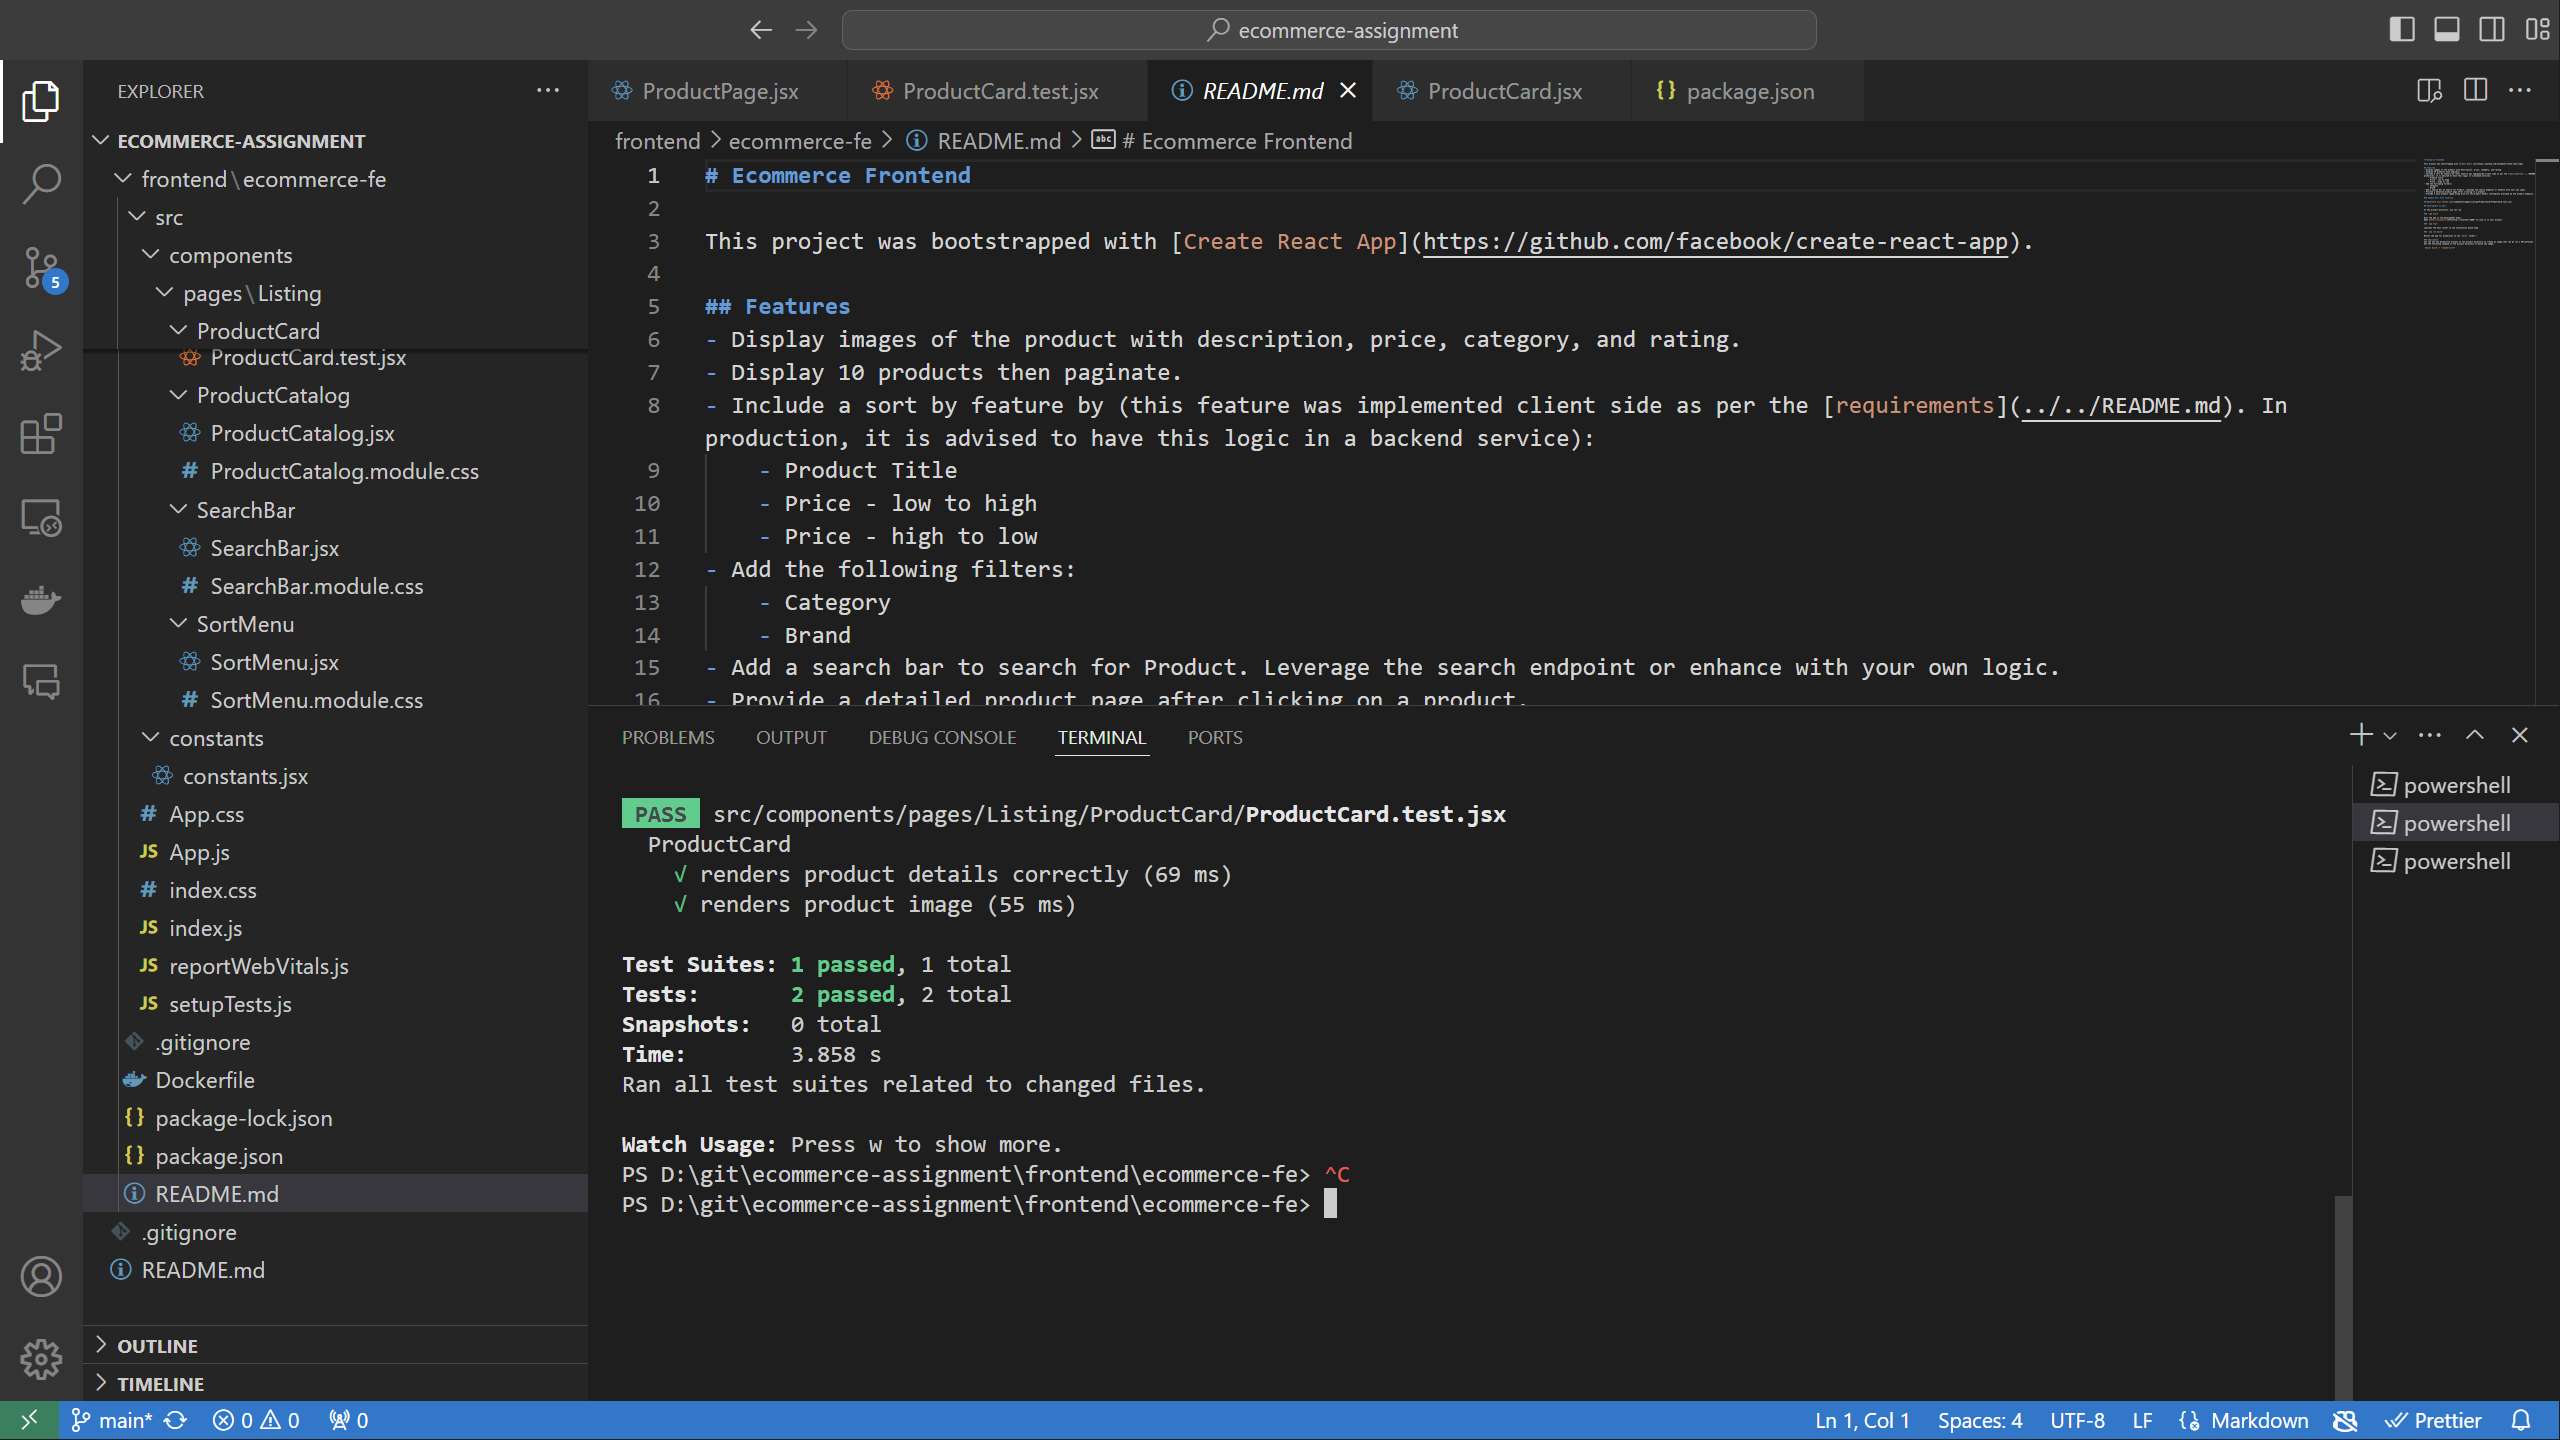 ecommerce-assignment
EXPLORER
ECOMMERCE-ASSIGNMENT
frontend\ecommerce-fe
src
components
pages\Listing
ProductCard
ProductCard.test.jsx
ProductCatalog
ProductCatalog.jsx
# ProductCatalog.module.css
SearchBar
SearchBar.jsx
# SearchBar.module.css
SortMenu
SortMenu.jsx
# SortMenu.module.css
constants
constants.jsx
# App.css
JS App.js
# index.css
JS index.js
JS reportWebVitals.js
JS setupTests.js
.gitignore
Dockerfile
{} package-lock.json
{} package.json
README.md
.gitignore
README.md
OUTLINE
TIMELINE
5
ProductPage.jsx ProductCard.test.jsx README.md ProductCard.jsx {} package.json
frontend > ecommerce-fe > README.md > abc # Ecommerce Frontend
1 # Ecommerce Frontend
2
3 This project was bootstrapped with [Create React App](https://github.com/facebook/create-react-app).
4
5 ## Features
6 - Display images of the product with description, price, category, and rating.
7 - Display 10 products then paginate.
8 - Include a sort by feature by (this feature was implemented client side as per the [requirements](../../README.md). In
production, it is advised to have this logic in a backend service):
9 - Product Title
10 - Price - low to high
11 - Price - high to low
12 - Add the following filters:
13 - Category
14 - Brand
15 - Add a search bar to search for Product. Leverage the search endpoint or enhance with your own logic.
16 - Provide a detailed product page after clicking on a product.
PROBLEMS OUTPUT DEBUG CONSOLE TERMINAL PORTS
PASS src/components/pages/Listing/ProductCard/ProductCard.test.jsx
ProductCard
√ renders product details correctly (69 ms)
√ renders product image (55 ms)
Test Suites: 1 passed, 1 total
Tests: 2 passed, 2 total
Snapshots: 0 total
Time: 3.858 s
Ran all test suites related to changed files.
Watch Usage: Press w to show more.
PS D:\git\ecommerce-assignment\frontend\ecommerce-fe> ^C
PS D:\git\ecommerce-assignment\frontend\ecommerce-fe>
powershell
powershell
powershell
main* 0 0 0 Ln 1, Col 1 Spaces: 4 UTF-8 LF Markdown Prettier